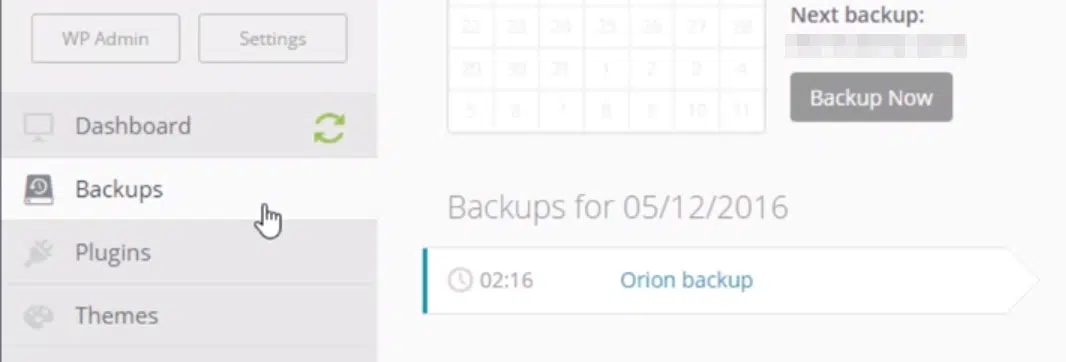 WP Admin
Settings
Dashboard
Backups
Plugins
Themes
22 23 24 25 26 27 28
29 30 31 1 2 3 4
5 6 7 8 9 10 11
Next backup:
Backup Now
Backups for 05/12/2016
02:16 Orion backup